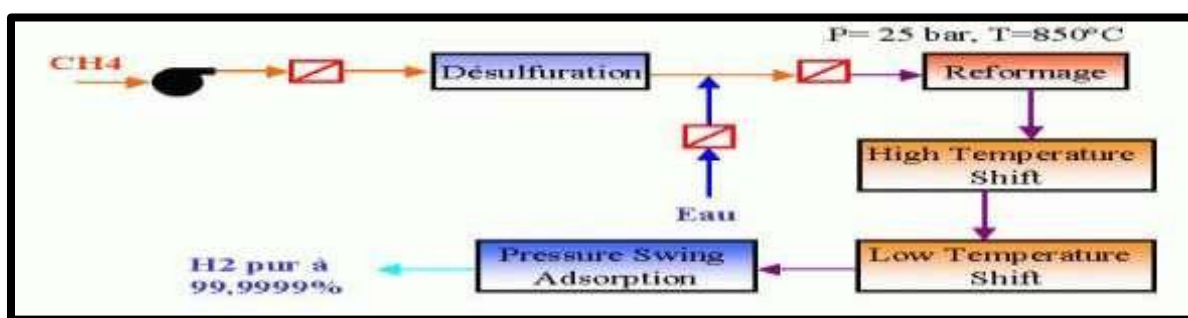 P= 25 bar, T=850°C
CH4
Désulfuration
Reformage
High Temperature
Shift
Eau
Low Temperature
Shift
Pressure Swing
Adsorption
H2 pur à
99,9999%